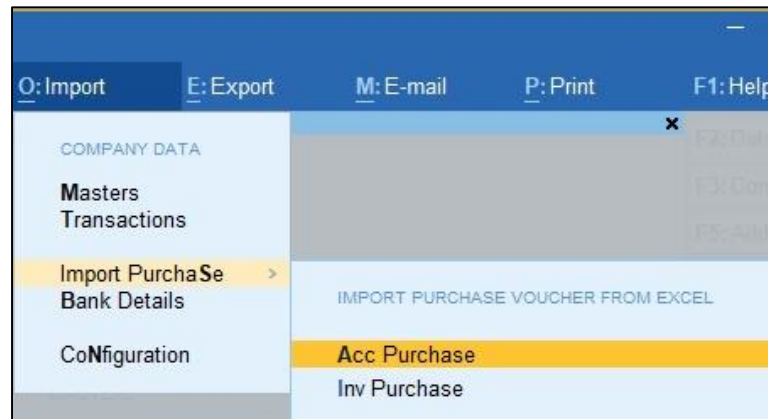 O: Import E: Export M: E-mail P: Print F1: Help
COMPANY DATA
Masters
Transactions
Import PurchaSe >
Bank Details
IMPORT PURCHASE VOUCHER FROM EXCEL
CoNfiguration
Acc Purchase
Inv Purchase